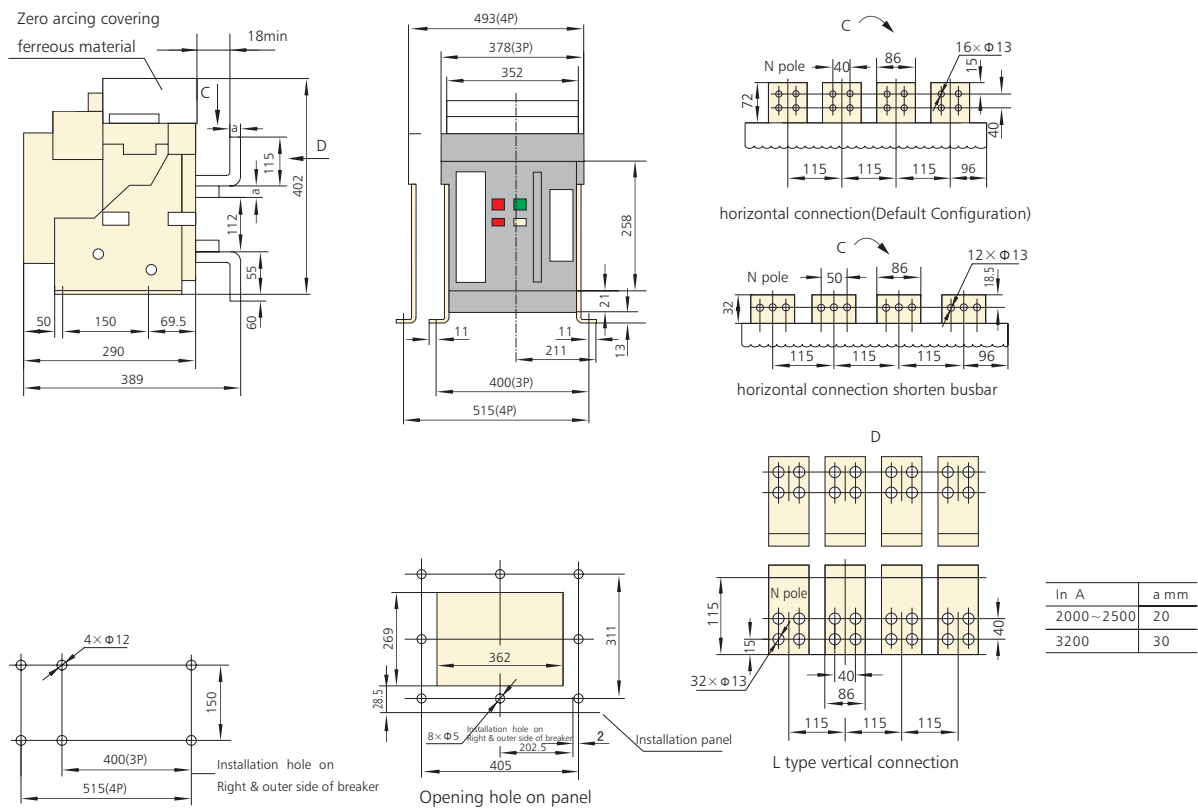 Zero arcing covering
ferreous material
18min
C
a
115
D
402
a
112
55
60
50
150
69.5
290
389
493(4P)
378(3P)
352
258
21
11
11
13
211
400(3P)
515(4P)
C
16×Φ13
N pole
40
86
15
72
40
115
115
115
96
horizontal connection(Default Configuration)
C
12×Φ13
N pole
50
86
18.5
32
115
115
115
96
horizontal connection shorten busbar
D
N pole
115
15
40
32×Φ13
40
86
115
115
115
L type vertical connection
In A
a mm
2000~2500
20
3200
30
4×Φ12
150
400(3P)
515(4P)
Installation hole on
Right & outer side of breaker
269
362
311
28.5
8×Φ5
Installation hole on
Right & outer side of breaker
2
202.5
405
Installation panel
Opening hole on panel